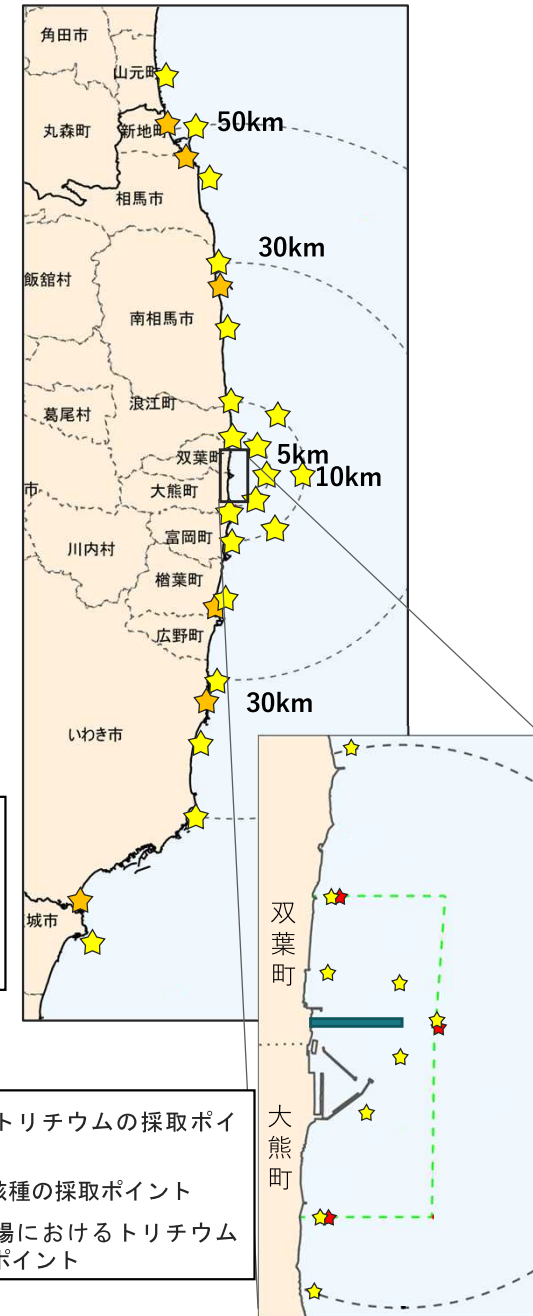 角田市
山元町
丸森町
新地町
50km
相馬市
30km
飯舘村
南相馬市
浪江町
葛尾村
双葉町
5km
10km
市
大熊町
富岡町
川内村
楢葉町
広野町
30km
いわき市
城市
双葉町
大熊町
トリチウムの採取ポイ
核種の採取ポイント
場におけるトリチウム
ポイント